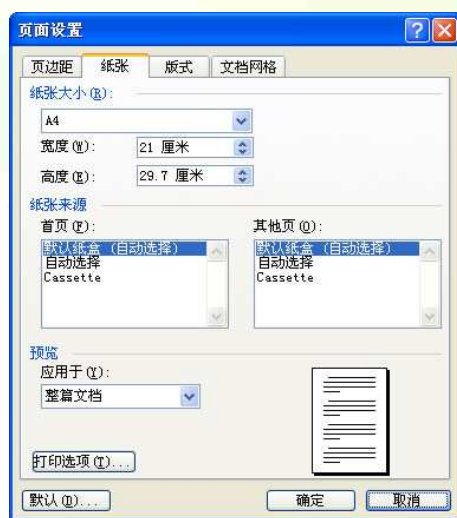 页面设置
页边距 纸张 版式 文档网格
纸张大小(R):
A4
宽度(W): 21 厘米
高度(E): 29.7 厘米
纸张来源
首页(F): 其他页(O):
默认纸盒 (自动选择) 默认纸盒 (自动选择)
自动选择 自动选择
Cassette Cassette
预览
应用于(Y):
整篇文档
打印选项(T)...
默认(D)... 确定 取消